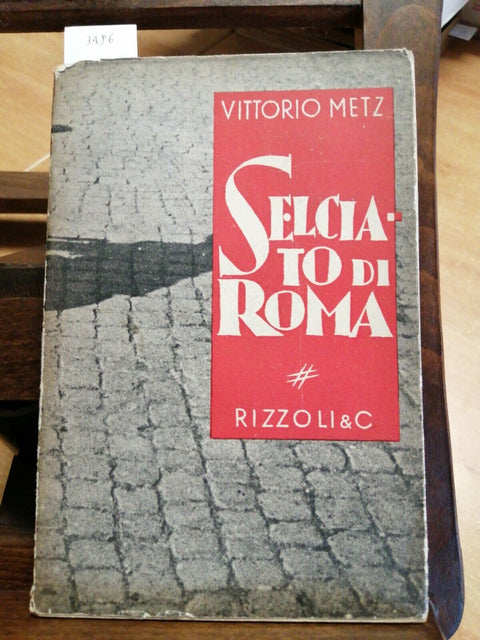 3496
VITTORIO METZ
SELCIA-
TO DI
ROMA
#
RIZZOLI & C